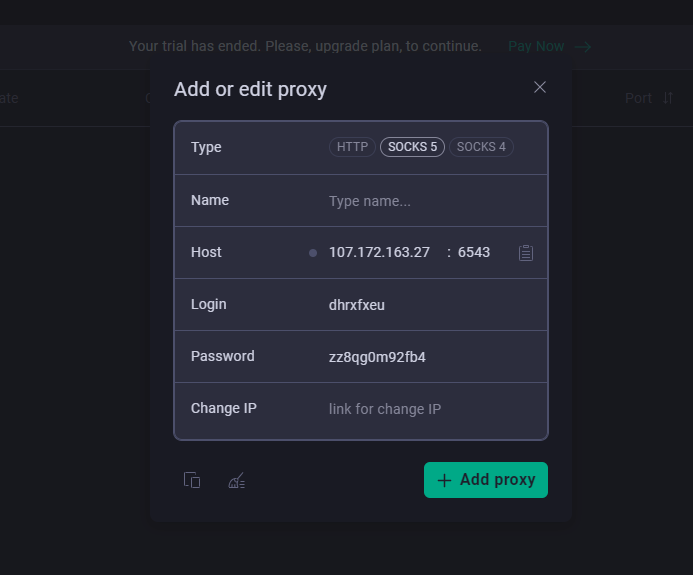 Your trial has ended. Please, upgrade plan, to continue. Pay Now
Add or edit proxy
ate
Port
Type HTTP SOCKS 5 SOCKS 4
Name Type name...
Host 107.172.163.27 : 6543
Login dhrxfxeu
Password zz8qg0m92fb4
Change IP link for change IP
+ Add proxy